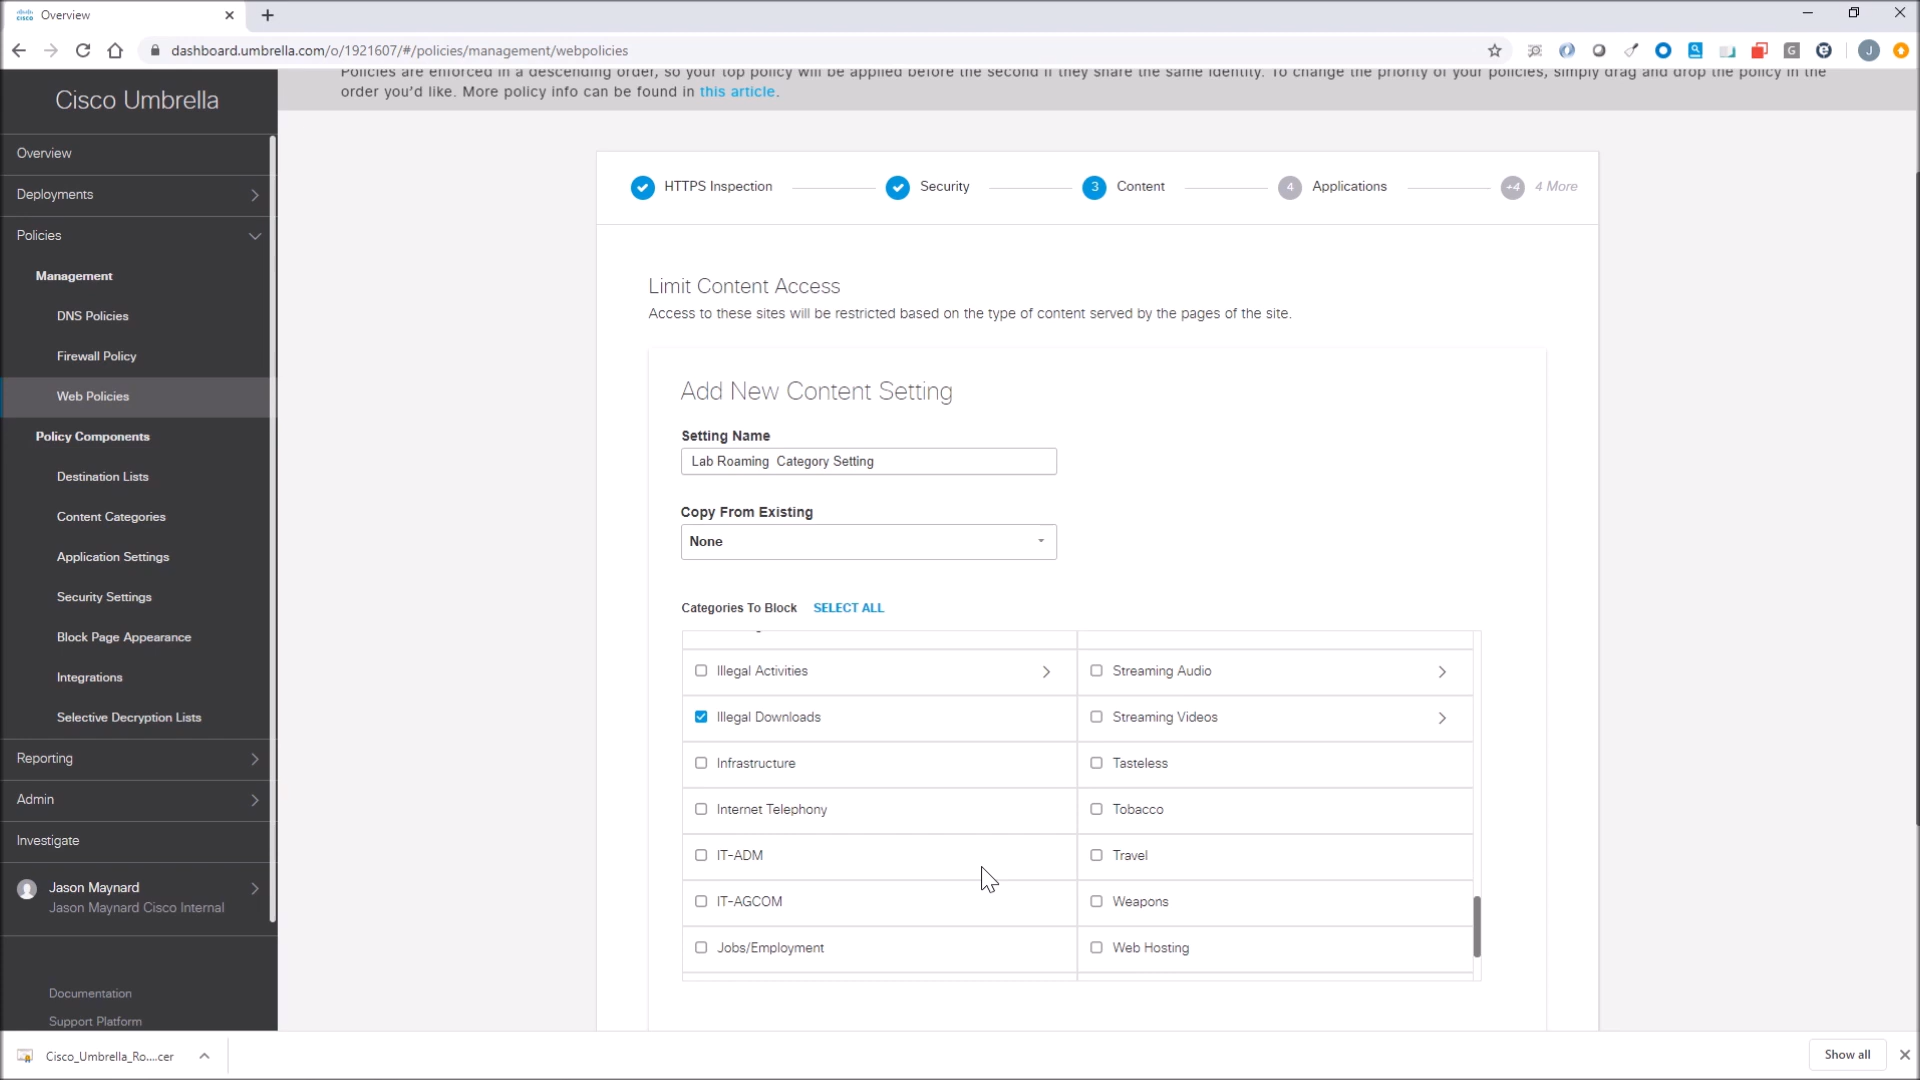 Overview
dashboard.umbrella.com/o/1921607/#/policies/management/webpolicies
J
cisco
Cisco Umbrella
Overview
Deployments
Policies
Management
DNS Policies
Firewall Policy
Web Policies
Policy Components
Destination Lists
Content Categories
Application Settings
Security Settings
Block Page Appearance
Integrations
Selective Decryption Lists
Reporting
Admin
Investigate
Jason Maynard
Jason Maynard Cisco Internal
Documentation
Support Platform
Policies are enforced in a descending order, so your top policy will be applied before the second if they share the same identity. To change the priority of your policies, simply drag and drop the policy in the
order you'd like. More policy info can be found in this article.
HTTPS Inspection
Security
3 Content
4 Applications
+4 4 More
Limit Content Access
Access to these sites will be restricted based on the type of content served by the pages of the site.
Add New Content Setting
Setting Name
Lab Roaming  Category Setting
Copy From Existing
None
Categories To Block SELECT ALL
Illegal Activities
Streaming Audio
Illegal Downloads
Streaming Videos
Infrastructure
Tasteless
Internet Telephony
Tobacco
IT-ADM
Travel
IT-AGCOM
Weapons
Jobs/Employment
Web Hosting
Cisco_Umbrella_Ro....cer
Show all